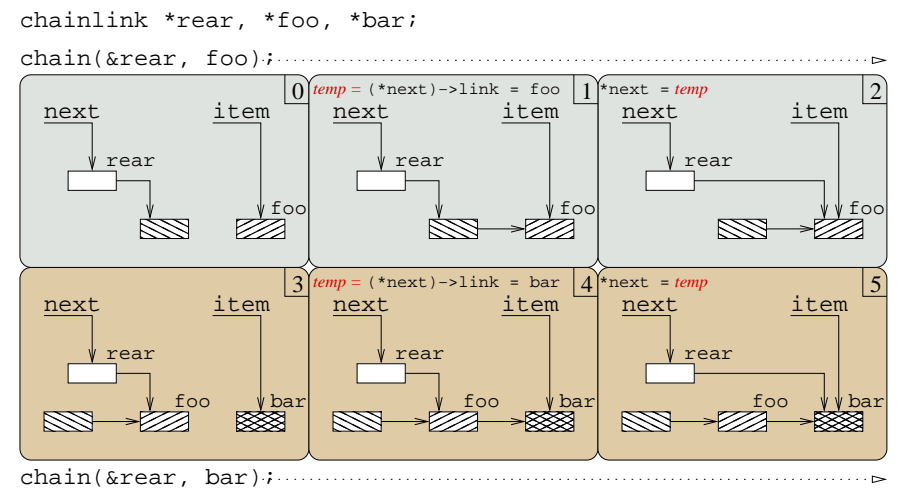 chainlink *rear, *foo, *bar;
chain(&rear, foo);
0 temp = (*next)->link = foo 1 *next = temp 2
next item next item next item
rear rear rear
foo foo foo
3 temp = (*next)->link = bar 4 *next = temp 5
next item next item next item
rear rear rear
foo bar foo bar foo bar
chain(&rear, bar);